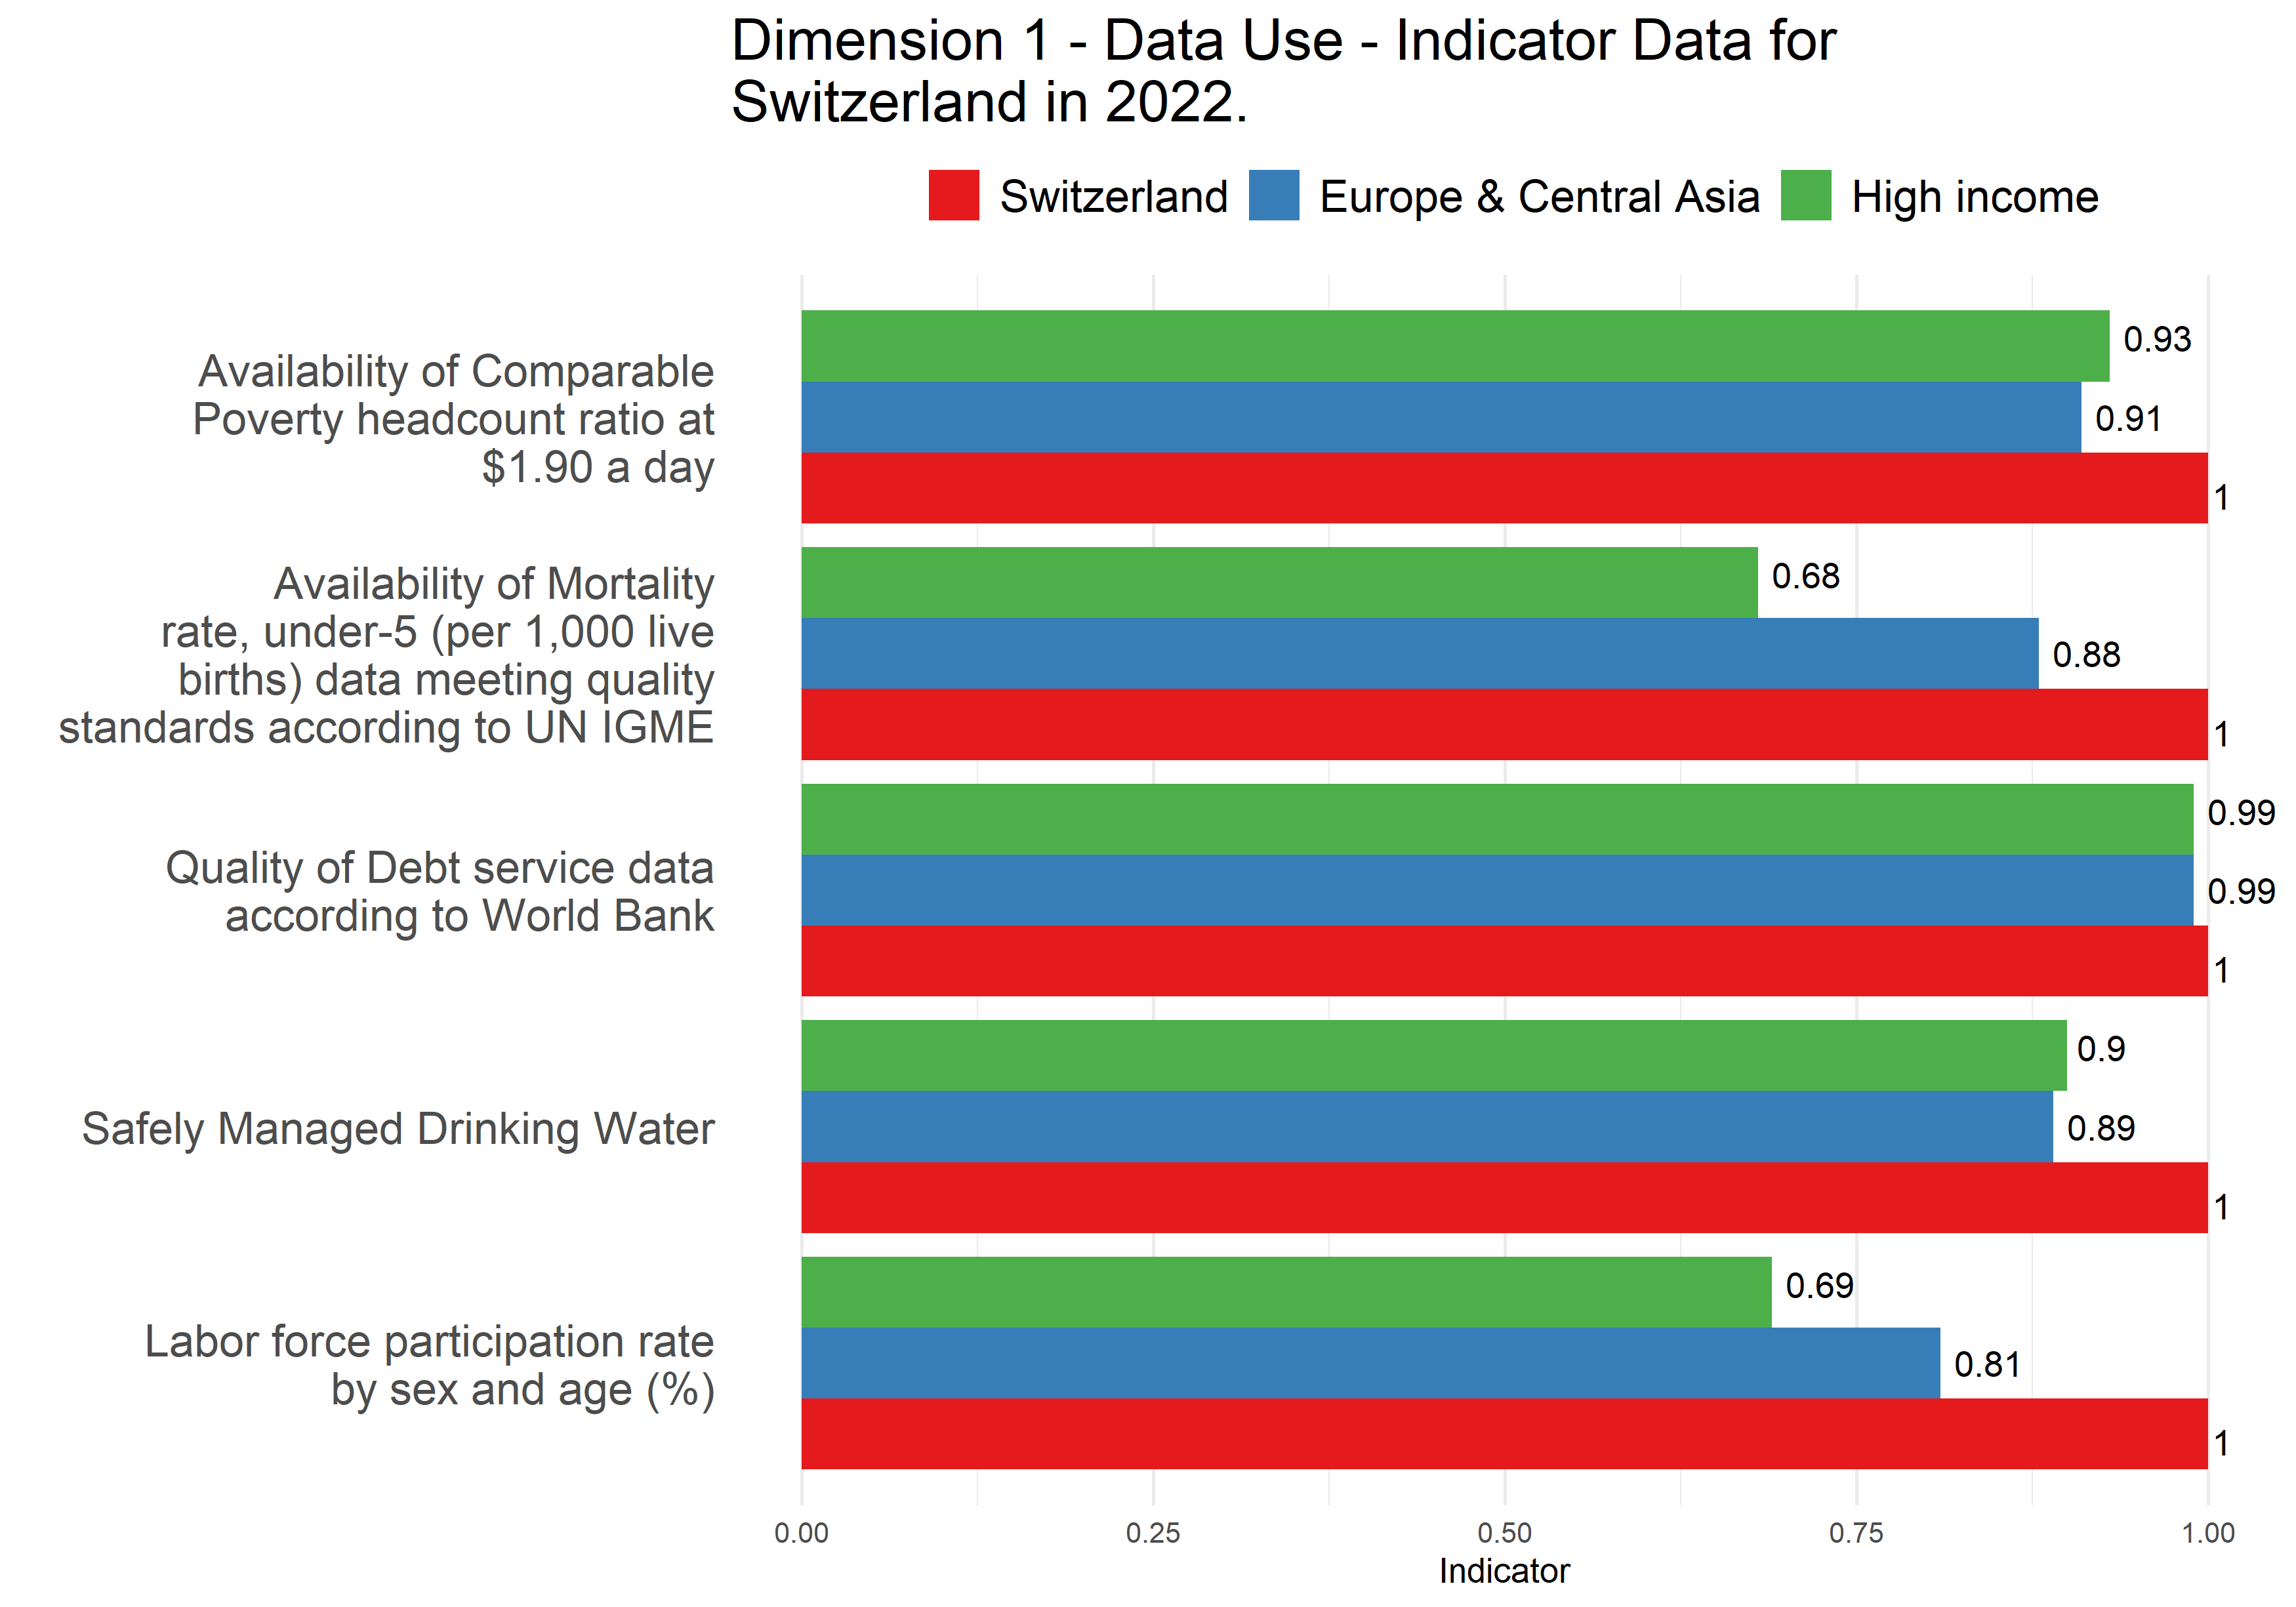 Dimension 1 - Data Use - Indicator Data for
Switzerland in 2022.
Switzerland
Europe & Central Asia
High income
Availability of Comparable
Poverty headcount ratio at
$1.90 a day
0.93
0.91
1
Availability of Mortality
rate, under-5 (per 1,000 live
births) data meeting quality
standards according to UN IGME
0.68
0.88
1
Quality of Debt service data
according to World Bank
0.99
0.99
1
Safely Managed Drinking Water
0.9
0.89
1
Labor force participation rate
by sex and age (%)
0.69
0.81
1
0.00
0.25
0.50
0.75
1.00
Indicator